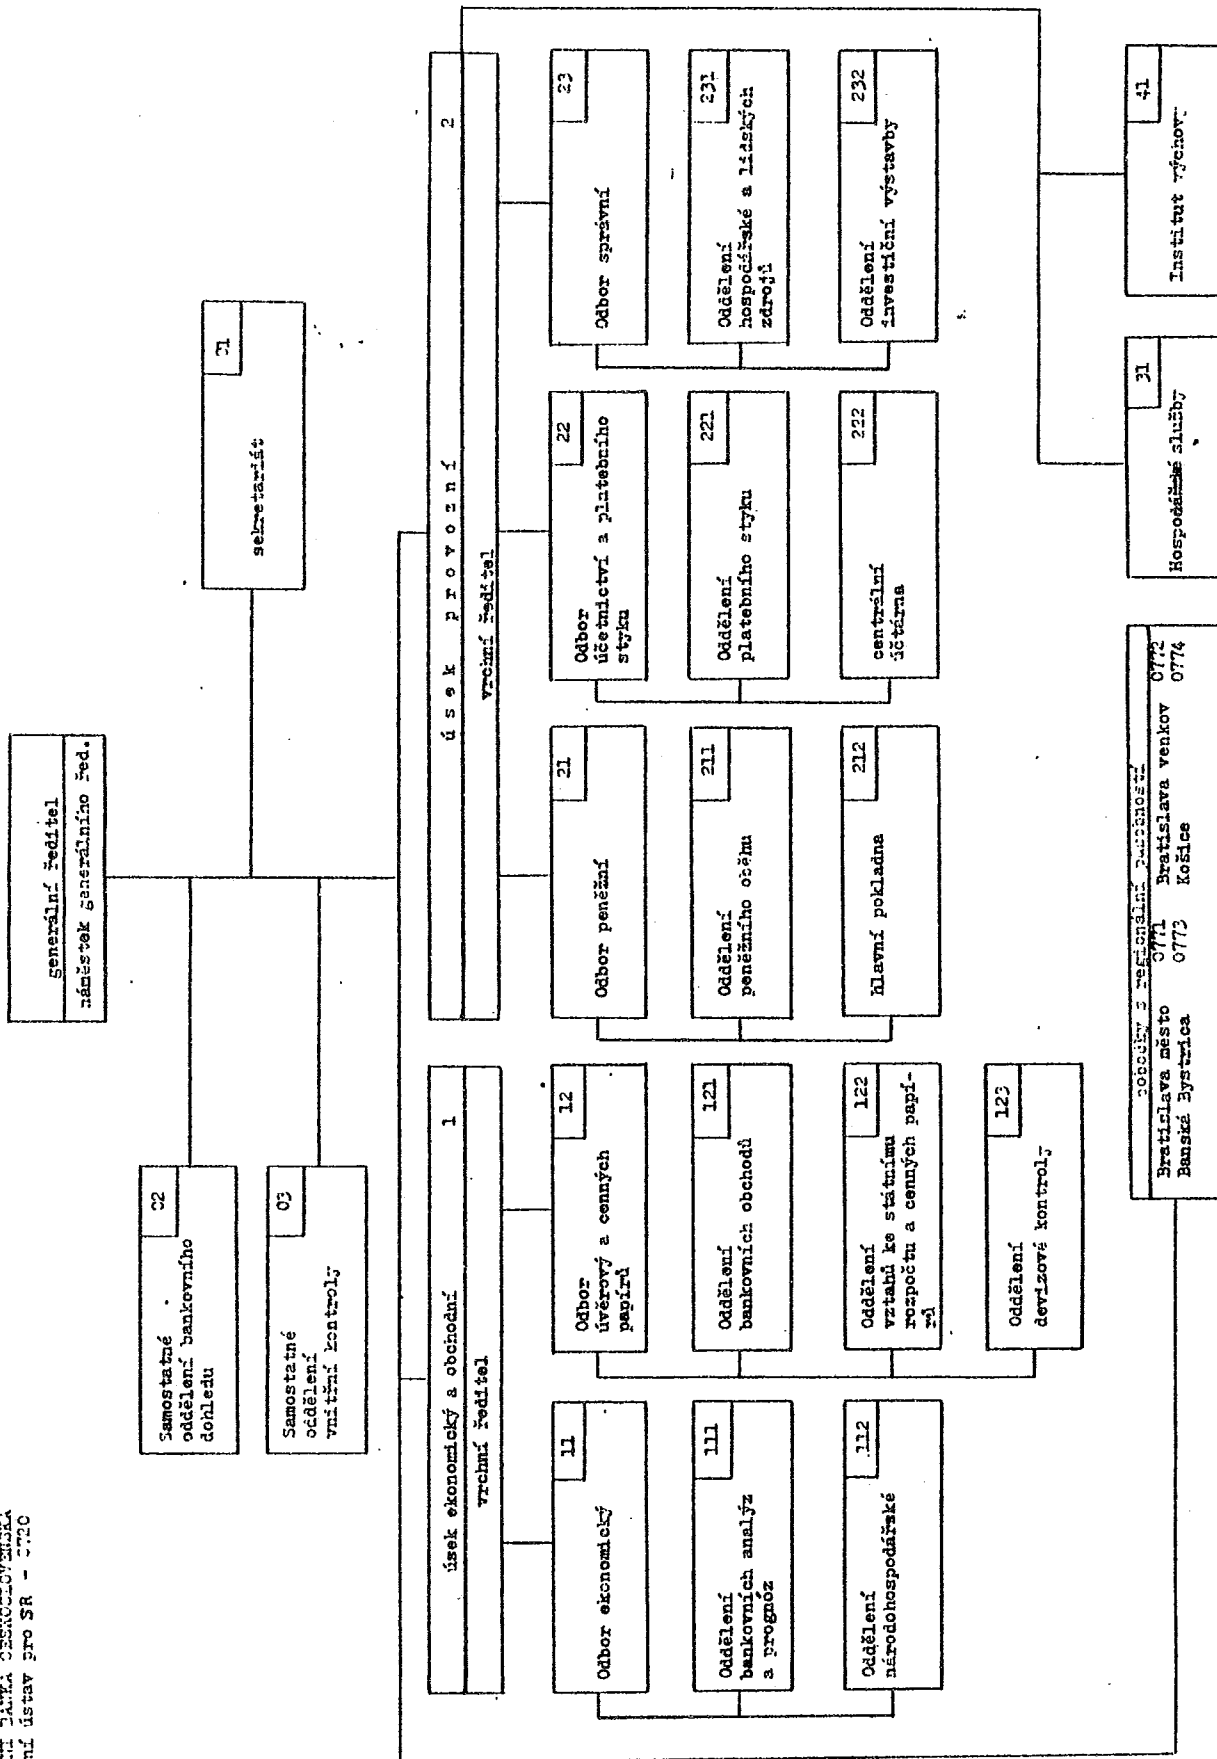 ní ústav pro SR - 0720
generální ředitel
náměstek generálního řed.
sekretariát
01
Samostatné
oddělení bankovního
dohledu
02
Samostatné
oddělení
vnitřní kontroly
03
úsek ekonomický a obchodní
1
vrchní ředitel
úsek provozní
2
vrchní ředitel
Odbor ekonomický
11
Oddělení
bankovních analýz
a prognóz
111
Oddělení
národohospodářské
112
Odbor
úvěrový a cenných
papírů
12
Oddělení
bankovních obchodů
121
Oddělení
vztahů ke státnímu
rozpočtu a cenných papí-
rů
122
Oddělení
devizové kontroly
123
Odbor peněžní
21
Oddělení
peněžního oběhu
211
hlavní pokladna
212
Odbor
účetnictví a platebního
styku
22
Oddělení
platebního styku
221
centrální
účtárna
222
Odbor správní
23
Oddělení
hospodářské a lidských
zdrojů
231
Oddělení
investiční výstavby
232
pobočky s regionální působností
Bratislava město 0771 Bratislava venkov 0772
Banská Bystrica 0773 Košice 0774
Hospodářské služby
31
Institut výchovy
41